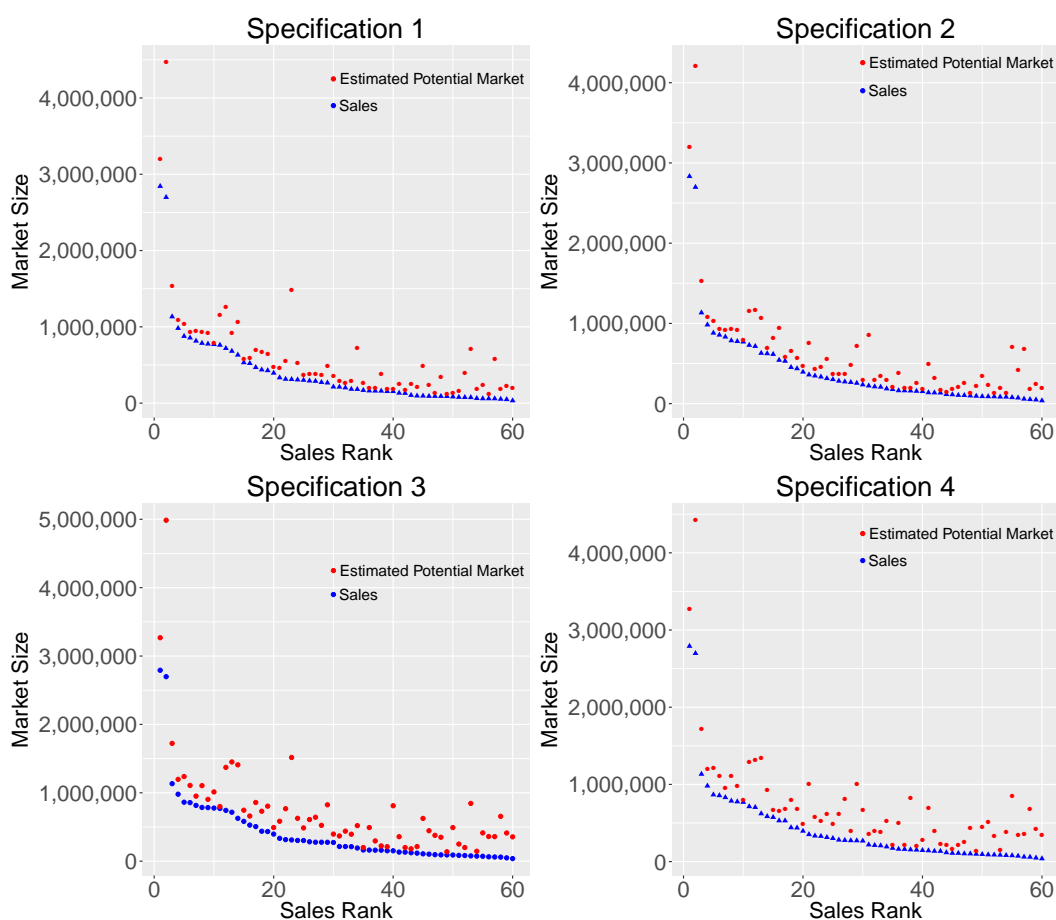 Specification 1
Market Size
4,000,000
3,000,000
2,000,000
1,000,000
0
Estimated Potential Market
Sales
0 20 40 60
Sales Rank
Specification 2
Market Size
4,000,000
3,000,000
2,000,000
1,000,000
0
Estimated Potential Market
Sales
0 20 40 60
Sales Rank
Specification 3
Market Size
5,000,000
4,000,000
3,000,000
2,000,000
1,000,000
0
Estimated Potential Market
Sales
0 20 40 60
Sales Rank
Specification 4
Market Size
4,000,000
3,000,000
2,000,000
1,000,000
0
Estimated Potential Market
Sales
0 20 40 60
Sales Rank